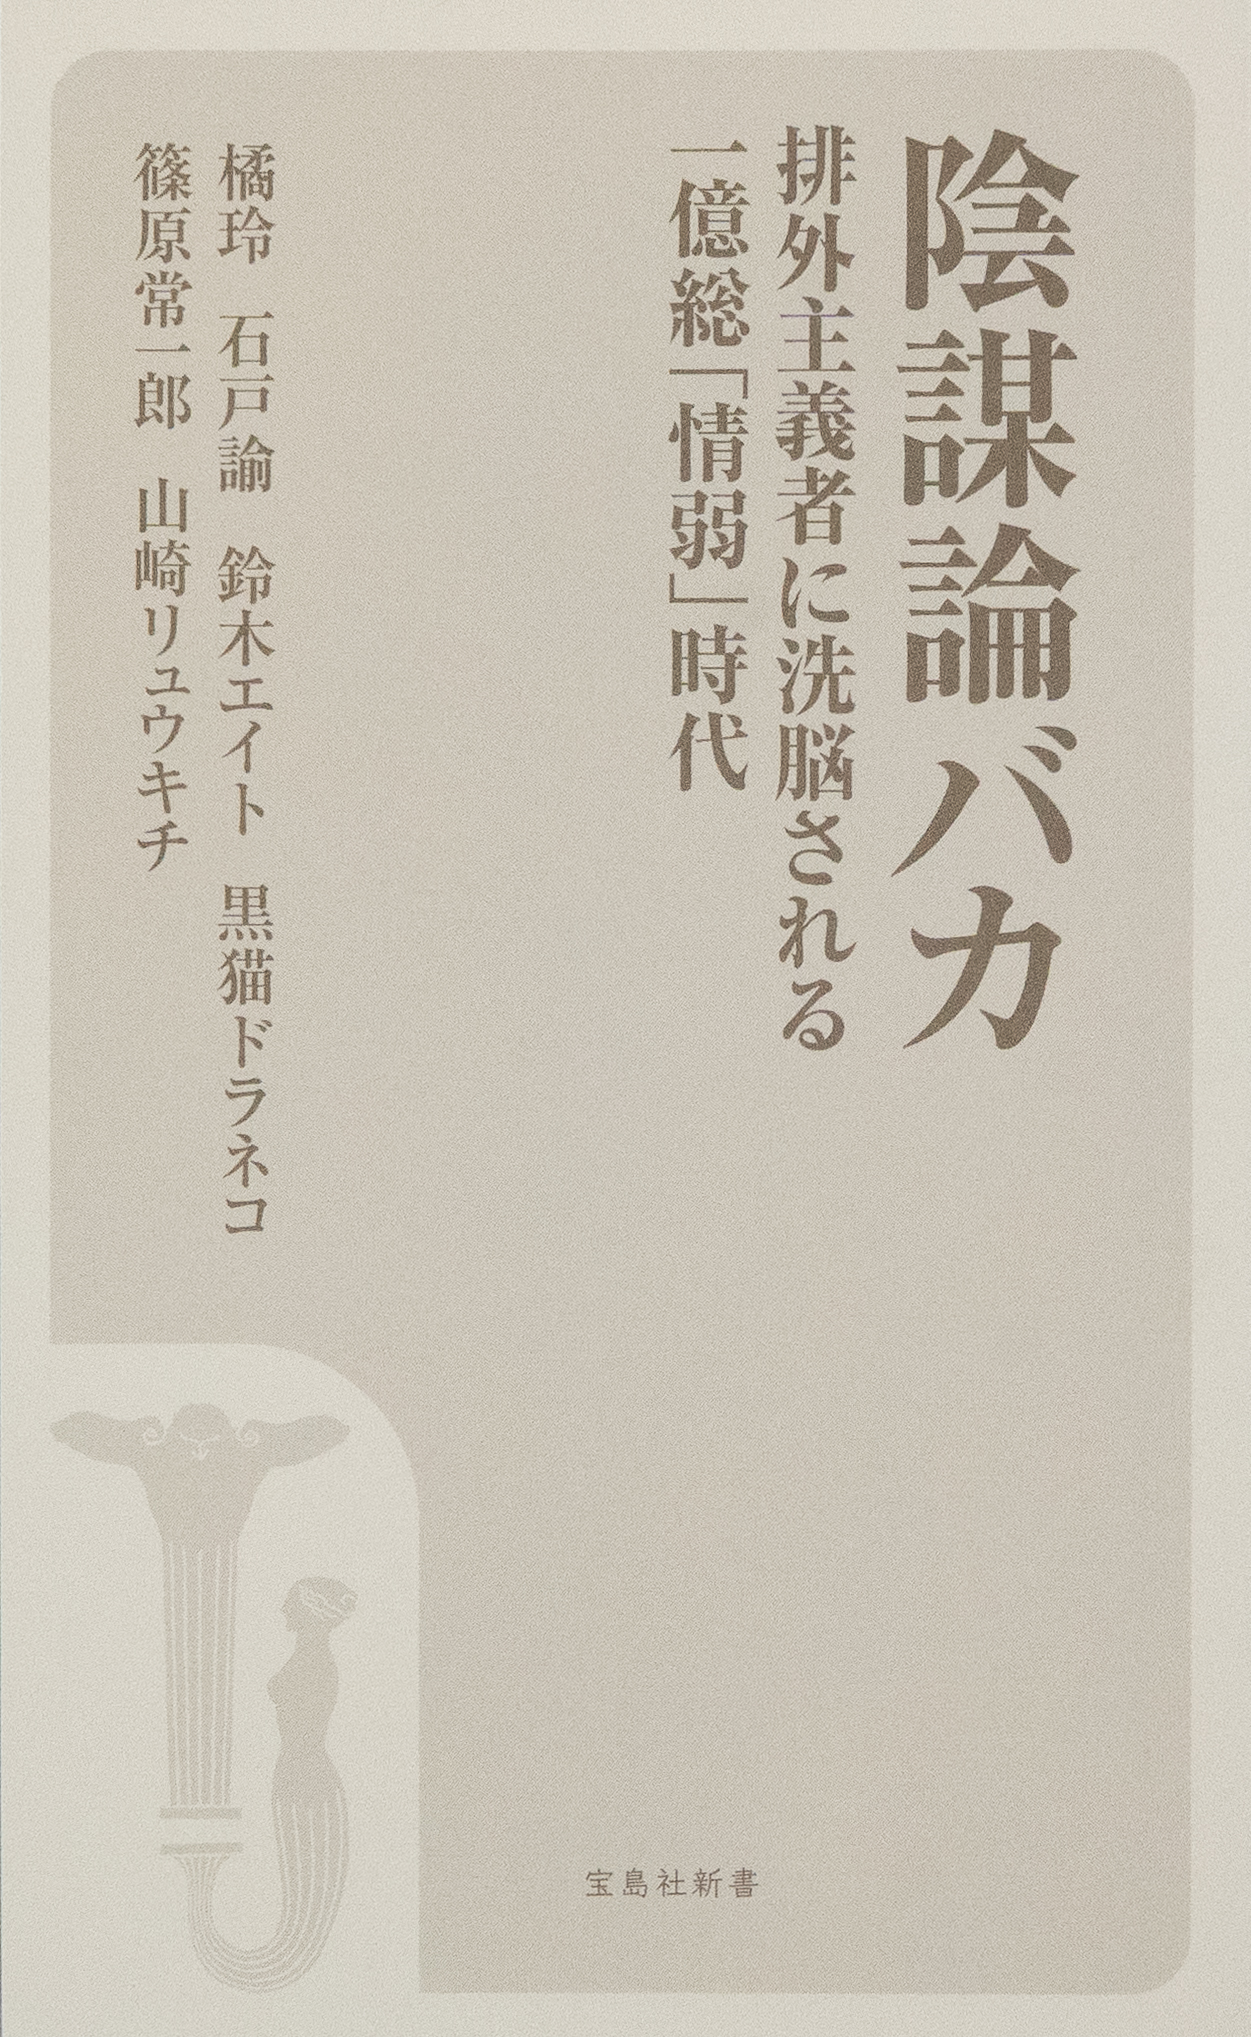 陰謀論バカ
排外主義者に洗脳される
一億総「情弱」時代
橘玲　石戸諭　鈴木エイト　黒猫ドラネコ
篠原常一郎　山崎リュウキチ
宝島社新書